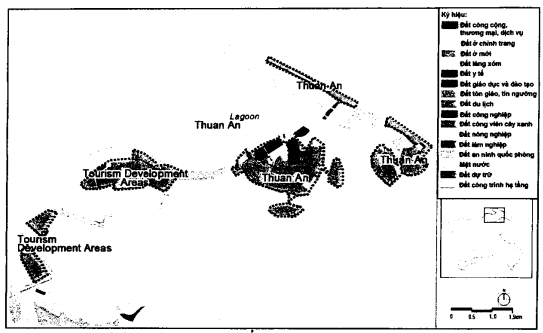 Thuan An
Lagoon
Thuan An
Thuan An
Tourism Development
Areas
Thuan An
Tourism
Development Areas
Ký hiệu:
Đất công cộng,
thương mại, dịch vụ
Đất ở chỉnh trang
Đất ở mới
Đất làng xóm
Đất y tế
Đất giáo dục và đào tạo
Đất tôn giáo, tín ngưỡng
Đất du lịch
Đất công nghiệp
Đất công viên cây xanh
Đất nông nghiệp
Đất lâm nghiệp
Đất an ninh quốc phòng
Mặt nước
Đất dự trữ
Đất công trình hạ tầng
N
0 0.5 1.0 1.5km